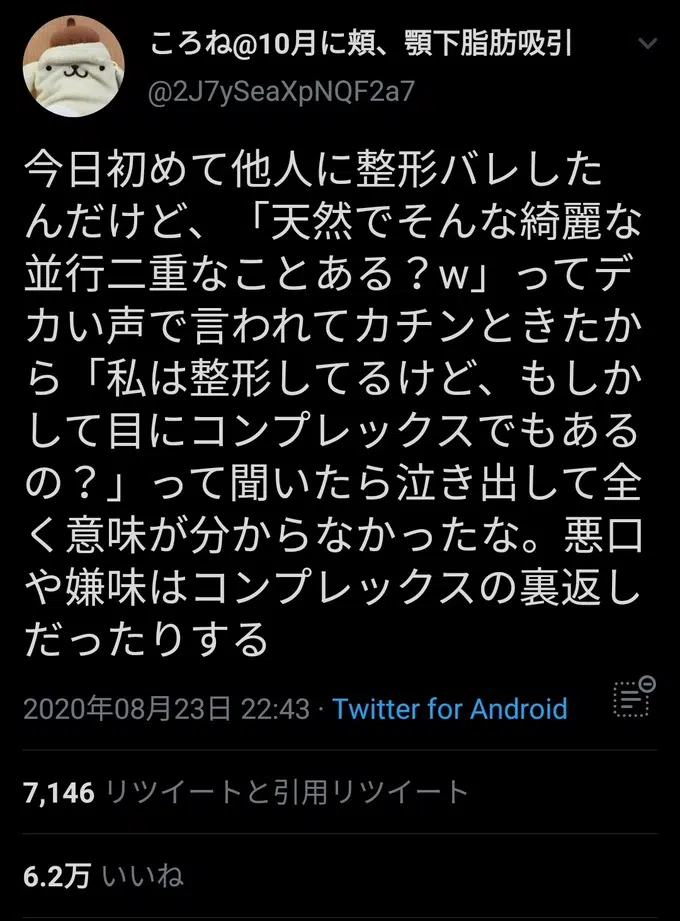 ころね@10月に頬、顎下脂肪吸引
@2J7ySeaXpNQF2a7
今日初めて他人に整形バレした
んだけど、「天然でそんな綺麗な
並行二重なことある？w」ってデ
カい声で言われてカチンときたか
ら「私は整形してるけど、もしか
して目にコンプレックスでもある
の？」って聞いたら泣き出して全
く意味が分からなかったな。悪口
や嫌味はコンプレックスの裏返し
だったりする
2020年08月23日 22:43 · Twitter for Android
7,146 リツイートと引用リツイート
6.2万 いいね